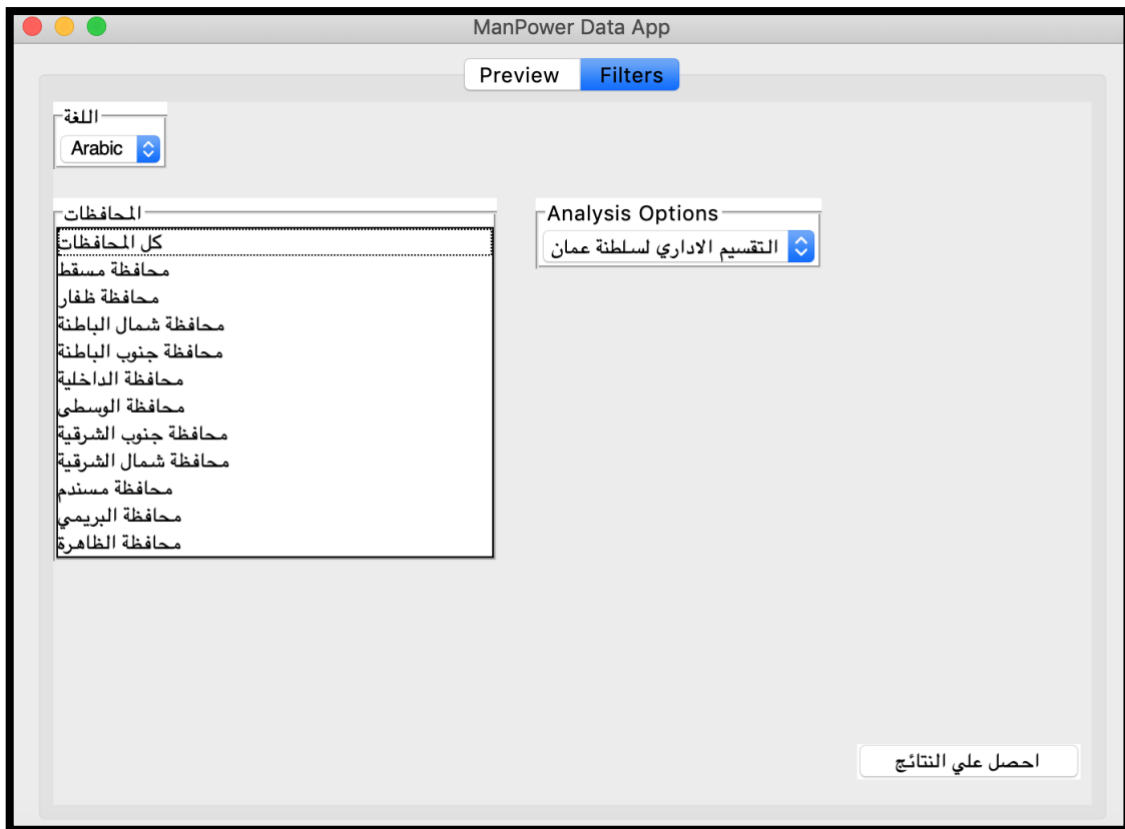 ManPower Data App
Preview
Filters
اللغة
Arabic
المحافظات
كل المحافظات
محافظة مسقط
محافظة ظفار
محافظة شمال الباطنة
محافظة جنوب الباطنة
محافظة الداخلية
محافظة الوسطى
محافظة جنوب الشرقية
محافظة شمال الشرقية
محافظة مسندم
محافظة البريمي
محافظة الظاهرة
Analysis Options
التقسيم الاداري لسلطنة عمان
احصل علي النتائج